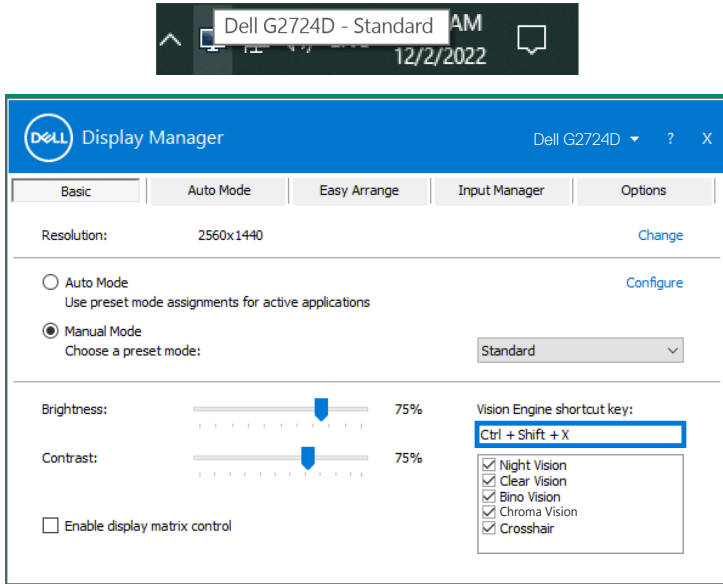 Dell G2724D - Standard
AM
12/2/2022
DELL Display Manager Dell G2724D ? X
Basic Auto Mode Easy Arrange Input Manager Options
Resolution: 2560x1440 Change
Auto Mode Configure
Use preset mode assignments for active applications
Manual Mode
Choose a preset mode: Standard
Brightness: 75% Vision Engine shortcut key:
Ctrl + Shift + X
Contrast: 75%
Night Vision
Clear Vision
Bino Vision
Chroma Vision
Enable display matrix control
Crosshair